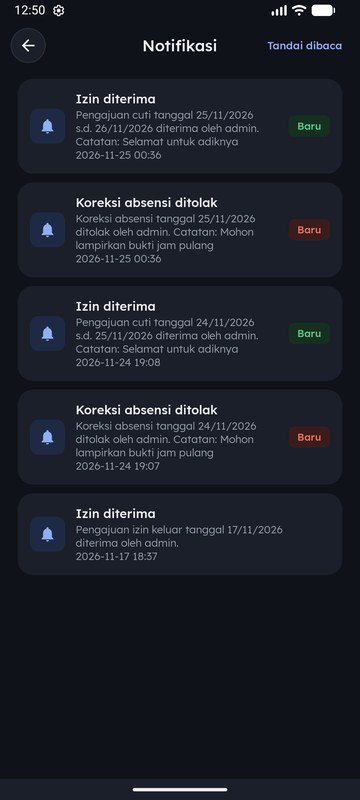 12:50
Notifikasi
Tandai dibaca
Izin diterima
Pengajuan cuti tanggal 25/11/2026
s.d. 26/11/2026 diterima oleh admin.
Catatan: Selamat untuk adiknya
2026-11-25 00:36
Baru
Koreksi absensi ditolak
Koreksi absensi tanggal 25/11/2026
ditolak oleh admin. Catatan: Mohon
lampirkan bukti jam pulang
2026-11-25 00:36
Baru
Izin diterima
Pengajuan cuti tanggal 24/11/2026
s.d. 25/11/2026 diterima oleh admin.
Catatan: Selamat untuk adiknya
2026-11-24 19:08
Baru
Koreksi absensi ditolak
Koreksi absensi tanggal 24/11/2026
ditolak oleh admin. Catatan: Mohon
lampirkan bukti jam pulang
2026-11-24 19:07
Baru
Izin diterima
Pengajuan izin keluar tanggal 17/11/2026
diterima oleh admin.
2026-11-17 18:37